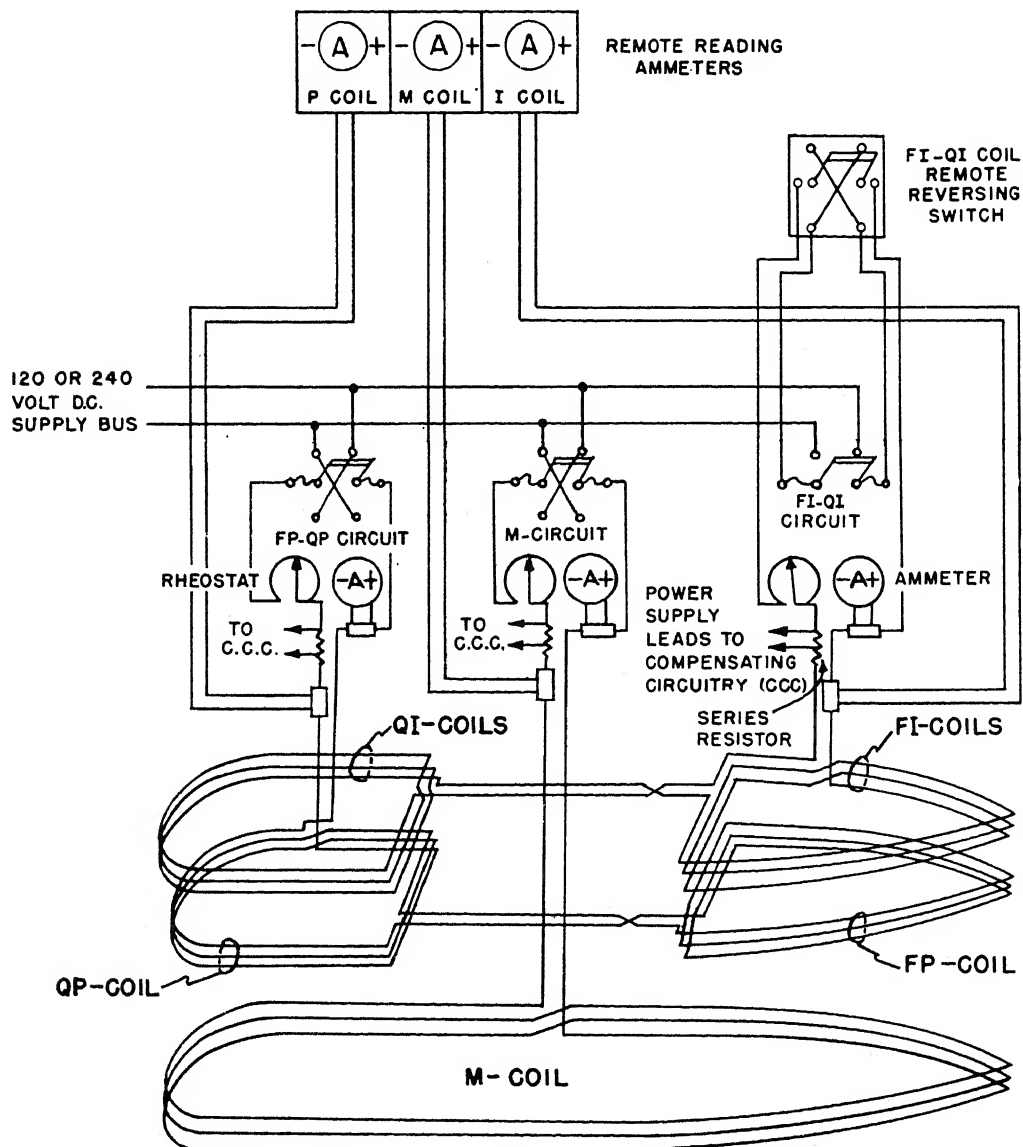 - A + - A + - A +
P COIL M COIL I COIL
REMOTE READING
AMMETERS
FI-QI COIL
REMOTE
REVERSING
SWITCH
120 OR 240
VOLT D.C.
SUPPLY BUS
FP-QP CIRCUIT
M-CIRCUIT
FI-QI
CIRCUIT
RHEOSTAT
-A+
-A+
-A+
AMMETER
TO
C.C.C.
TO
C.C.C.
POWER
SUPPLY
LEADS TO
COMPENSATING
CIRCUITRY (CCC)
SERIES
RESISTOR
QI-COILS
FI-COILS
QP-COIL
FP-COIL
M-COIL